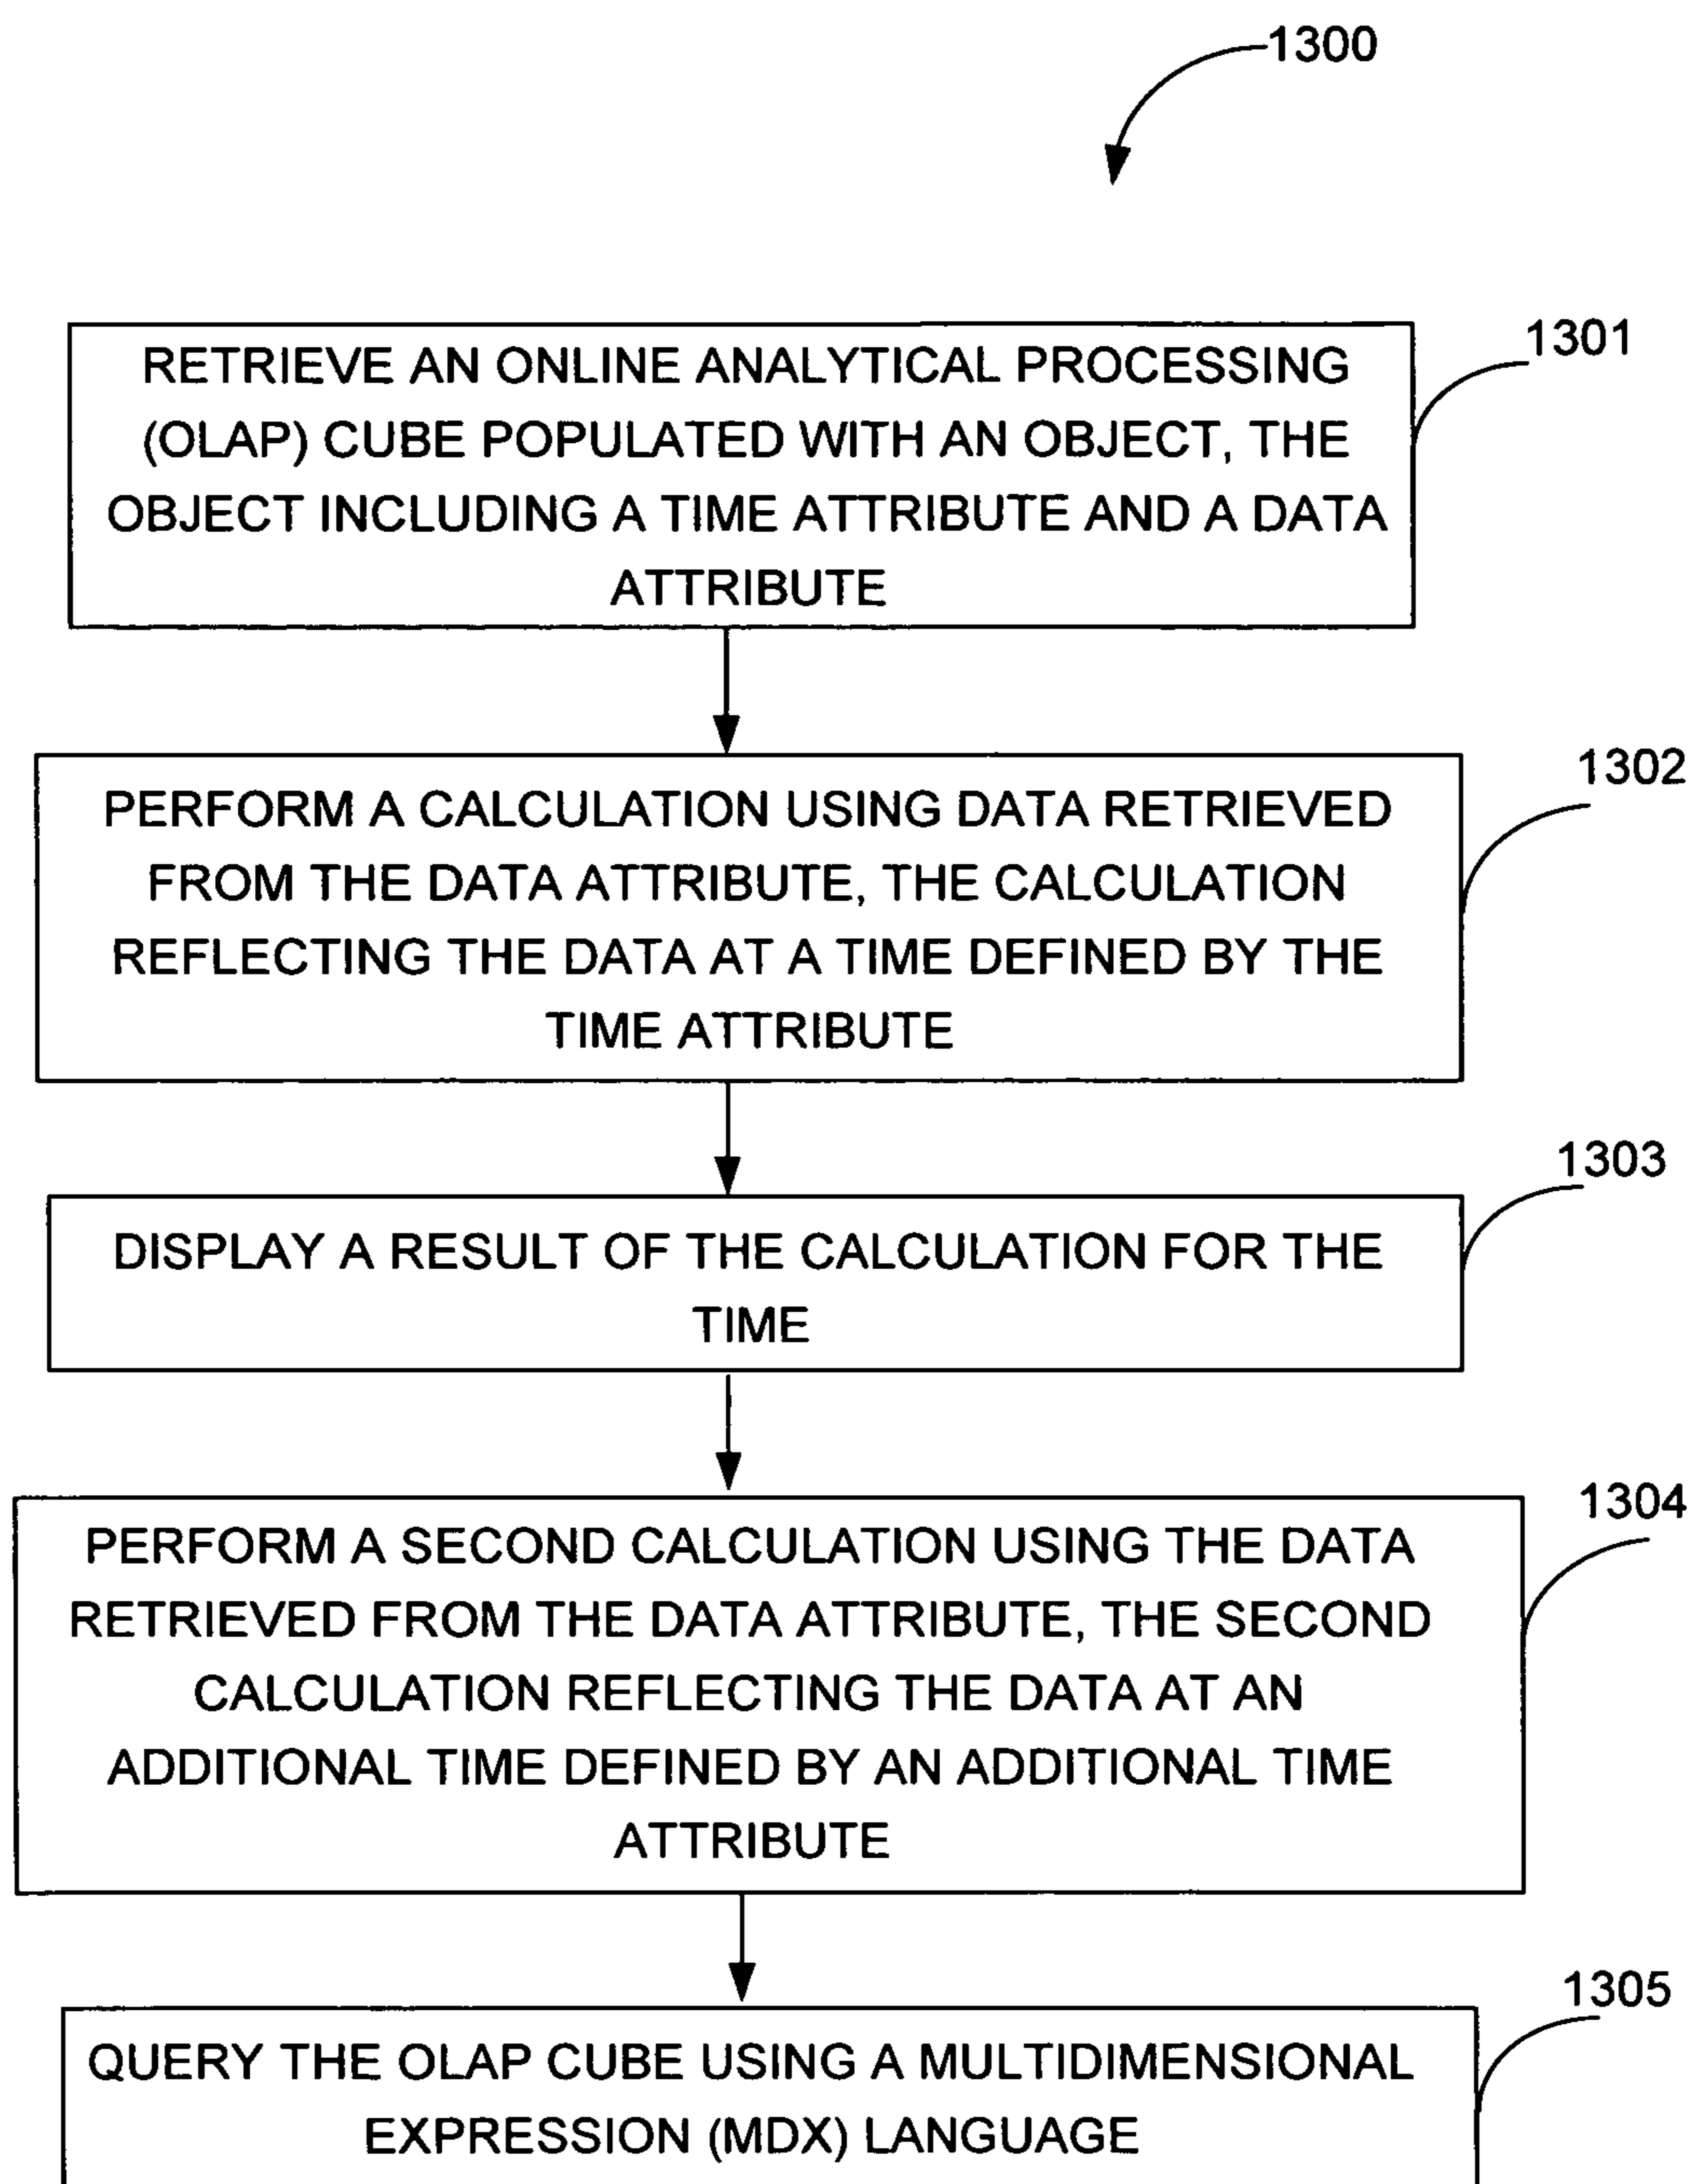 1300
1301
RETRIEVE AN ONLINE ANALYTICAL PROCESSING
(OLAP) CUBE POPULATED WITH AN OBJECT, THE
OBJECT INCLUDING A TIME ATTRIBUTE AND A DATA
ATTRIBUTE
1302
PERFORM A CALCULATION USING DATA RETRIEVED
FROM THE DATA ATTRIBUTE, THE CALCULATION
REFLECTING THE DATA AT A TIME DEFINED BY THE
TIME ATTRIBUTE
1303
DISPLAY A RESULT OF THE CALCULATION FOR THE
TIME
1304
PERFORM A SECOND CALCULATION USING THE DATA
RETRIEVED FROM THE DATA ATTRIBUTE, THE SECOND
CALCULATION REFLECTING THE DATA AT AN
ADDITIONAL TIME DEFINED BY AN ADDITIONAL TIME
ATTRIBUTE
1305
QUERY THE OLAP CUBE USING A MULTIDIMENSIONAL
EXPRESSION (MDX) LANGUAGE